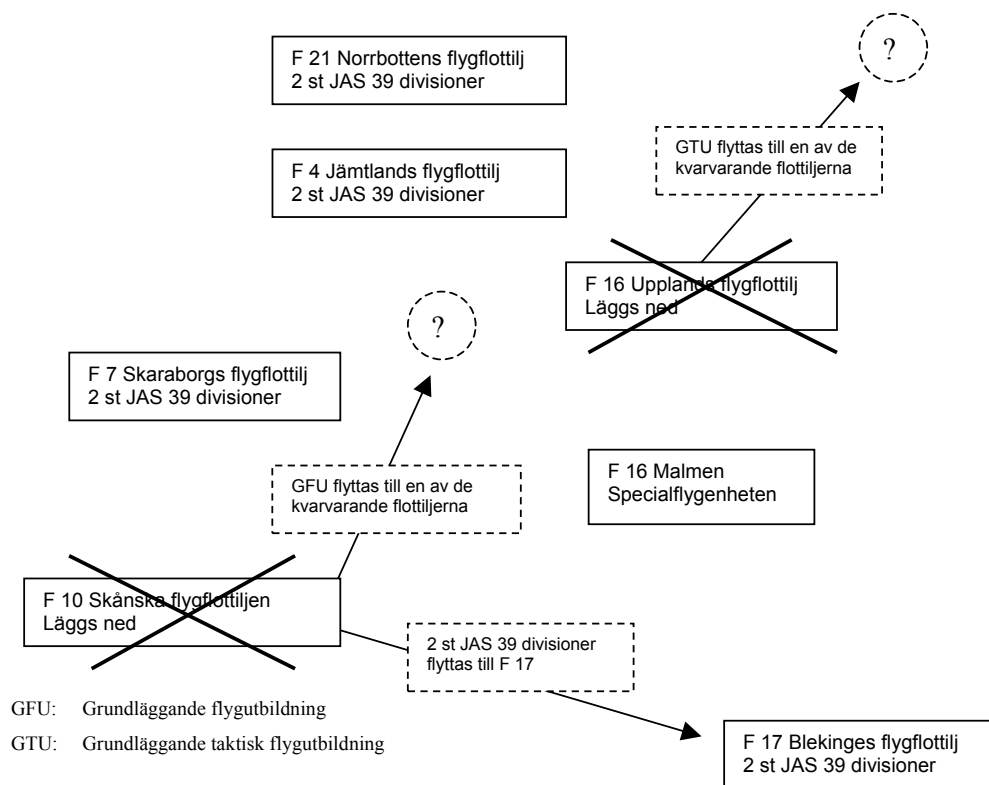 F 21 Norrbottens flygflottilj
2 st JAS 39 divisioner
?
GTU flyttas till en av de
kvarvarande flottiljerna
F 4 Jämtlands flygflottilj
2 st JAS 39 divisioner
F 16 Upplands flygflottilj
Läggs ned
?
F 7 Skaraborgs flygflottilj
2 st JAS 39 divisioner
GFU flyttas till en av de
kvarvarande flottiljerna
F 16 Malmen
Specialflygenheten
F 10 Skånska flygflottiljen
Läggs ned
2 st JAS 39 divisioner
flyttas till F 17
GFU: Grundläggande flygutbildning
GTU: Grundläggande taktisk flygutbildning
F 17 Blekinges flygflottilj
2 st JAS 39 divisioner